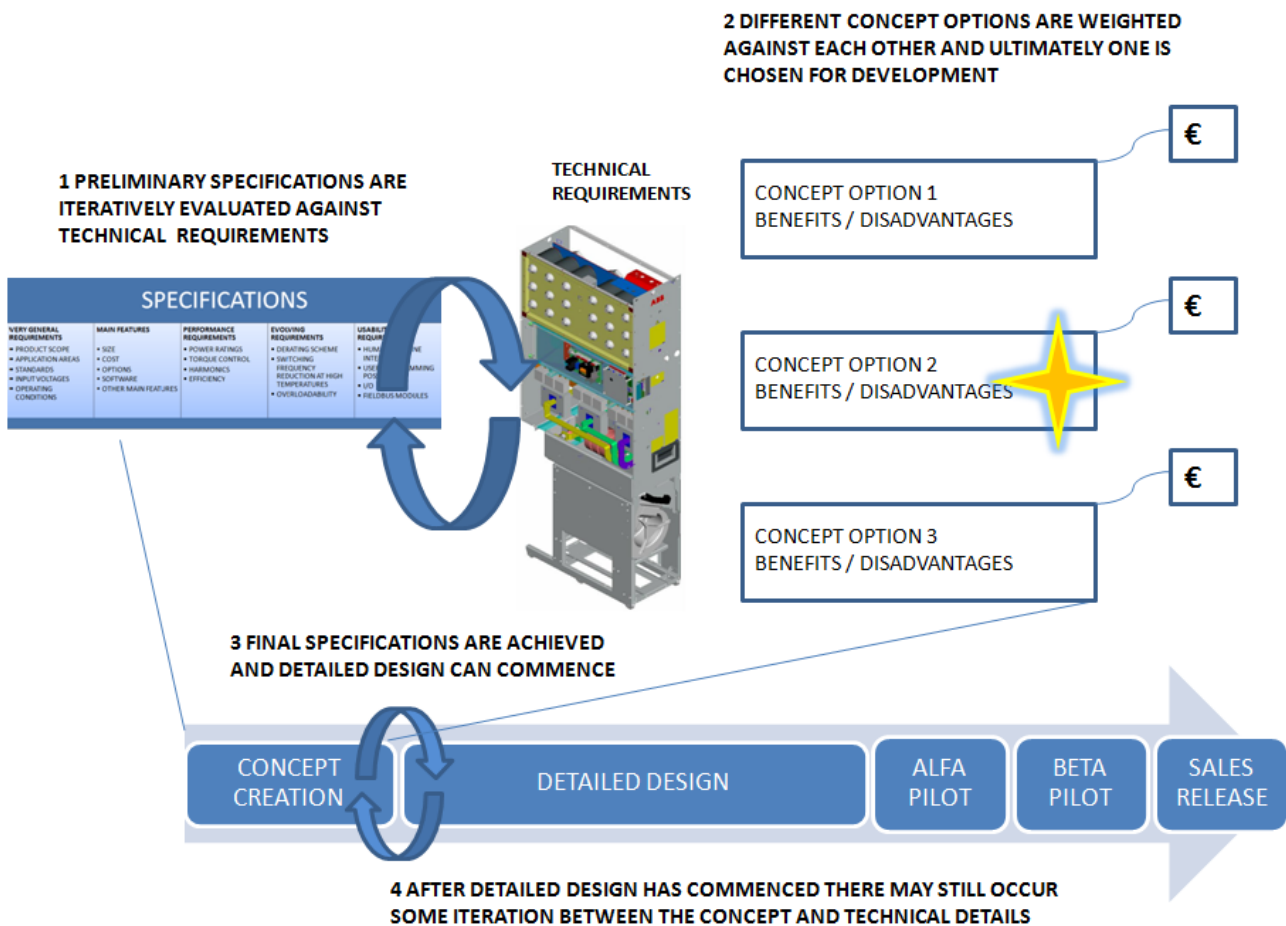 2 DIFFERENT CONCEPT OPTIONS ARE WEIGHTED
AGAINST EACH OTHER AND ULTIMATELY ONE IS
CHOSEN FOR DEVELOPMENT
1 PRELIMINARY SPECIFICATIONS ARE
ITERATIVELY EVALUATED AGAINST
TECHNICAL REQUIREMENTS
SPECIFICATIONS
VERY GENERAL
REQUIREMENTS
• PRODUCT SCOPE
• APPLICATION AREAS
• STANDARDS
• INPUT VOLTAGES
• OPERATING
CONDITIONS
MAIN FEATURES
• SIZE
• COST
• OPTIONS
• SOFTWARE
• OTHER MAIN FEATURES
PERFORMANCE
REQUIREMENTS
• POWER RATINGS
• TORQUE CONTROL
• HARMONICS
• EFFICIENCY
EVOLVING
REQUIREMENTS
• DERATING SCHEME
• SWITCHING
FREQUENCY
REDUCTION AT HIGH
TEMPERATURES
• OVERLOADABILITY
• I/O
• FIELDBUS MODULES
TECHNICAL
REQUIREMENTS
ABB
€
CONCEPT OPTION 1
BENEFITS / DISADVANTAGES
€
CONCEPT OPTION 2
BENEFITS / DISADVANTAGES
€
CONCEPT OPTION 3
BENEFITS / DISADVANTAGES
3 FINAL SPECIFICATIONS ARE ACHIEVED
AND DETAILED DESIGN CAN COMMENCE
CONCEPT
CREATION
DETAILED DESIGN
ALFA
PILOT
BETA
PILOT
SALES
RELEASE
4 AFTER DETAILED DESIGN HAS COMMENCED THERE MAY STILL OCCUR
SOME ITERATION BETWEEN THE CONCEPT AND TECHNICAL DETAILS